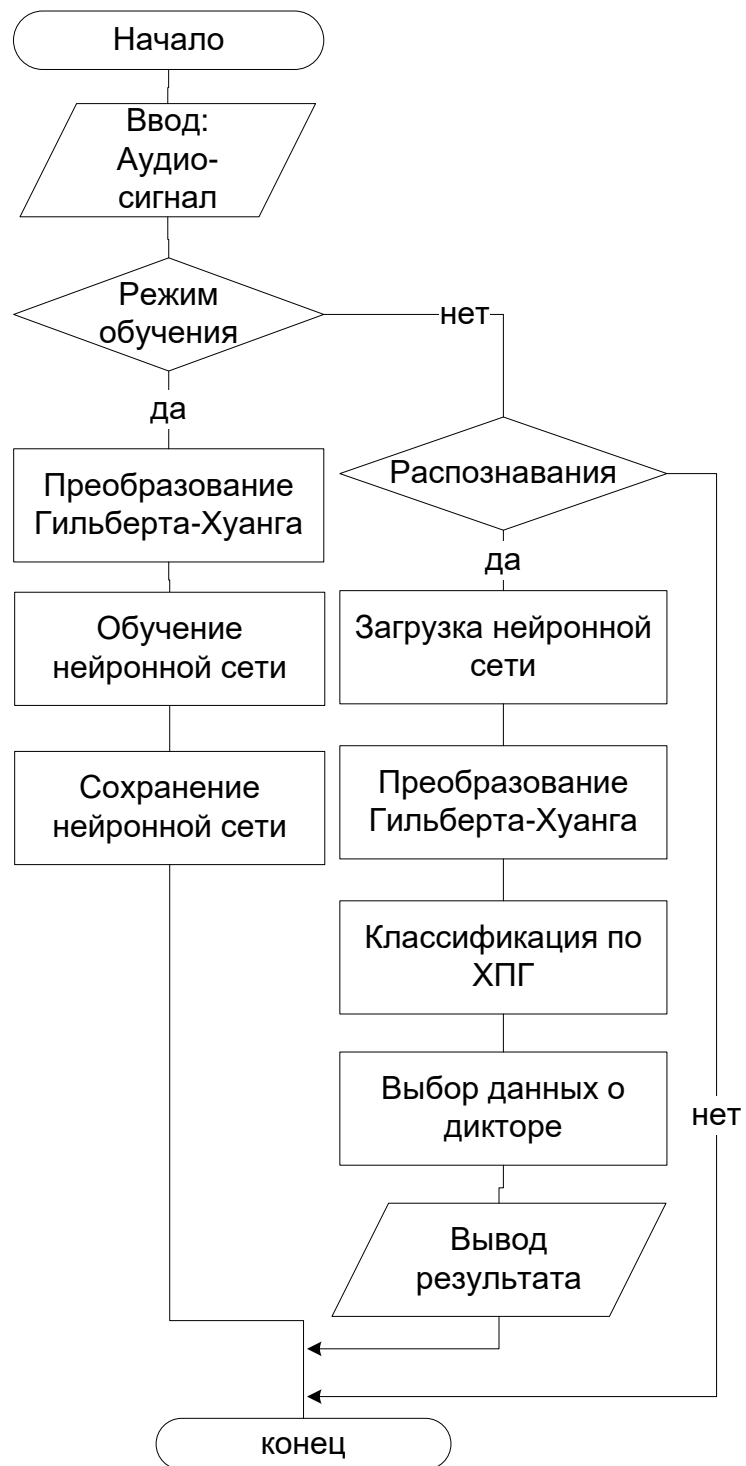 Начало
Ввод:
Аудио-
сигнал
Режим
обучения
нет
да
Преобразование
Гильберта-Хуанга
Обучение
нейронной сети
Сохранение
нейронной сети
Распознавания
да
Загрузка нейронной
сети
Преобразование
Гильберта-Хуанга
Классификация по
ХПГ
Выбор данных о
дикторе
нет
Вывод
результата
конец